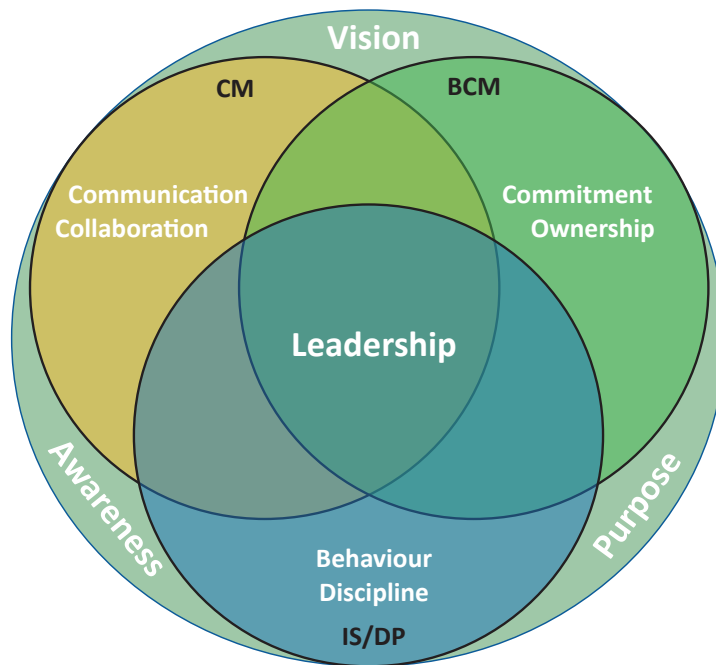 Vision
CM
BCM
Communication
Collaboration
Commitment
Ownership
Leadership
Awareness
Purpose
Behaviour
Discipline
IS/DP